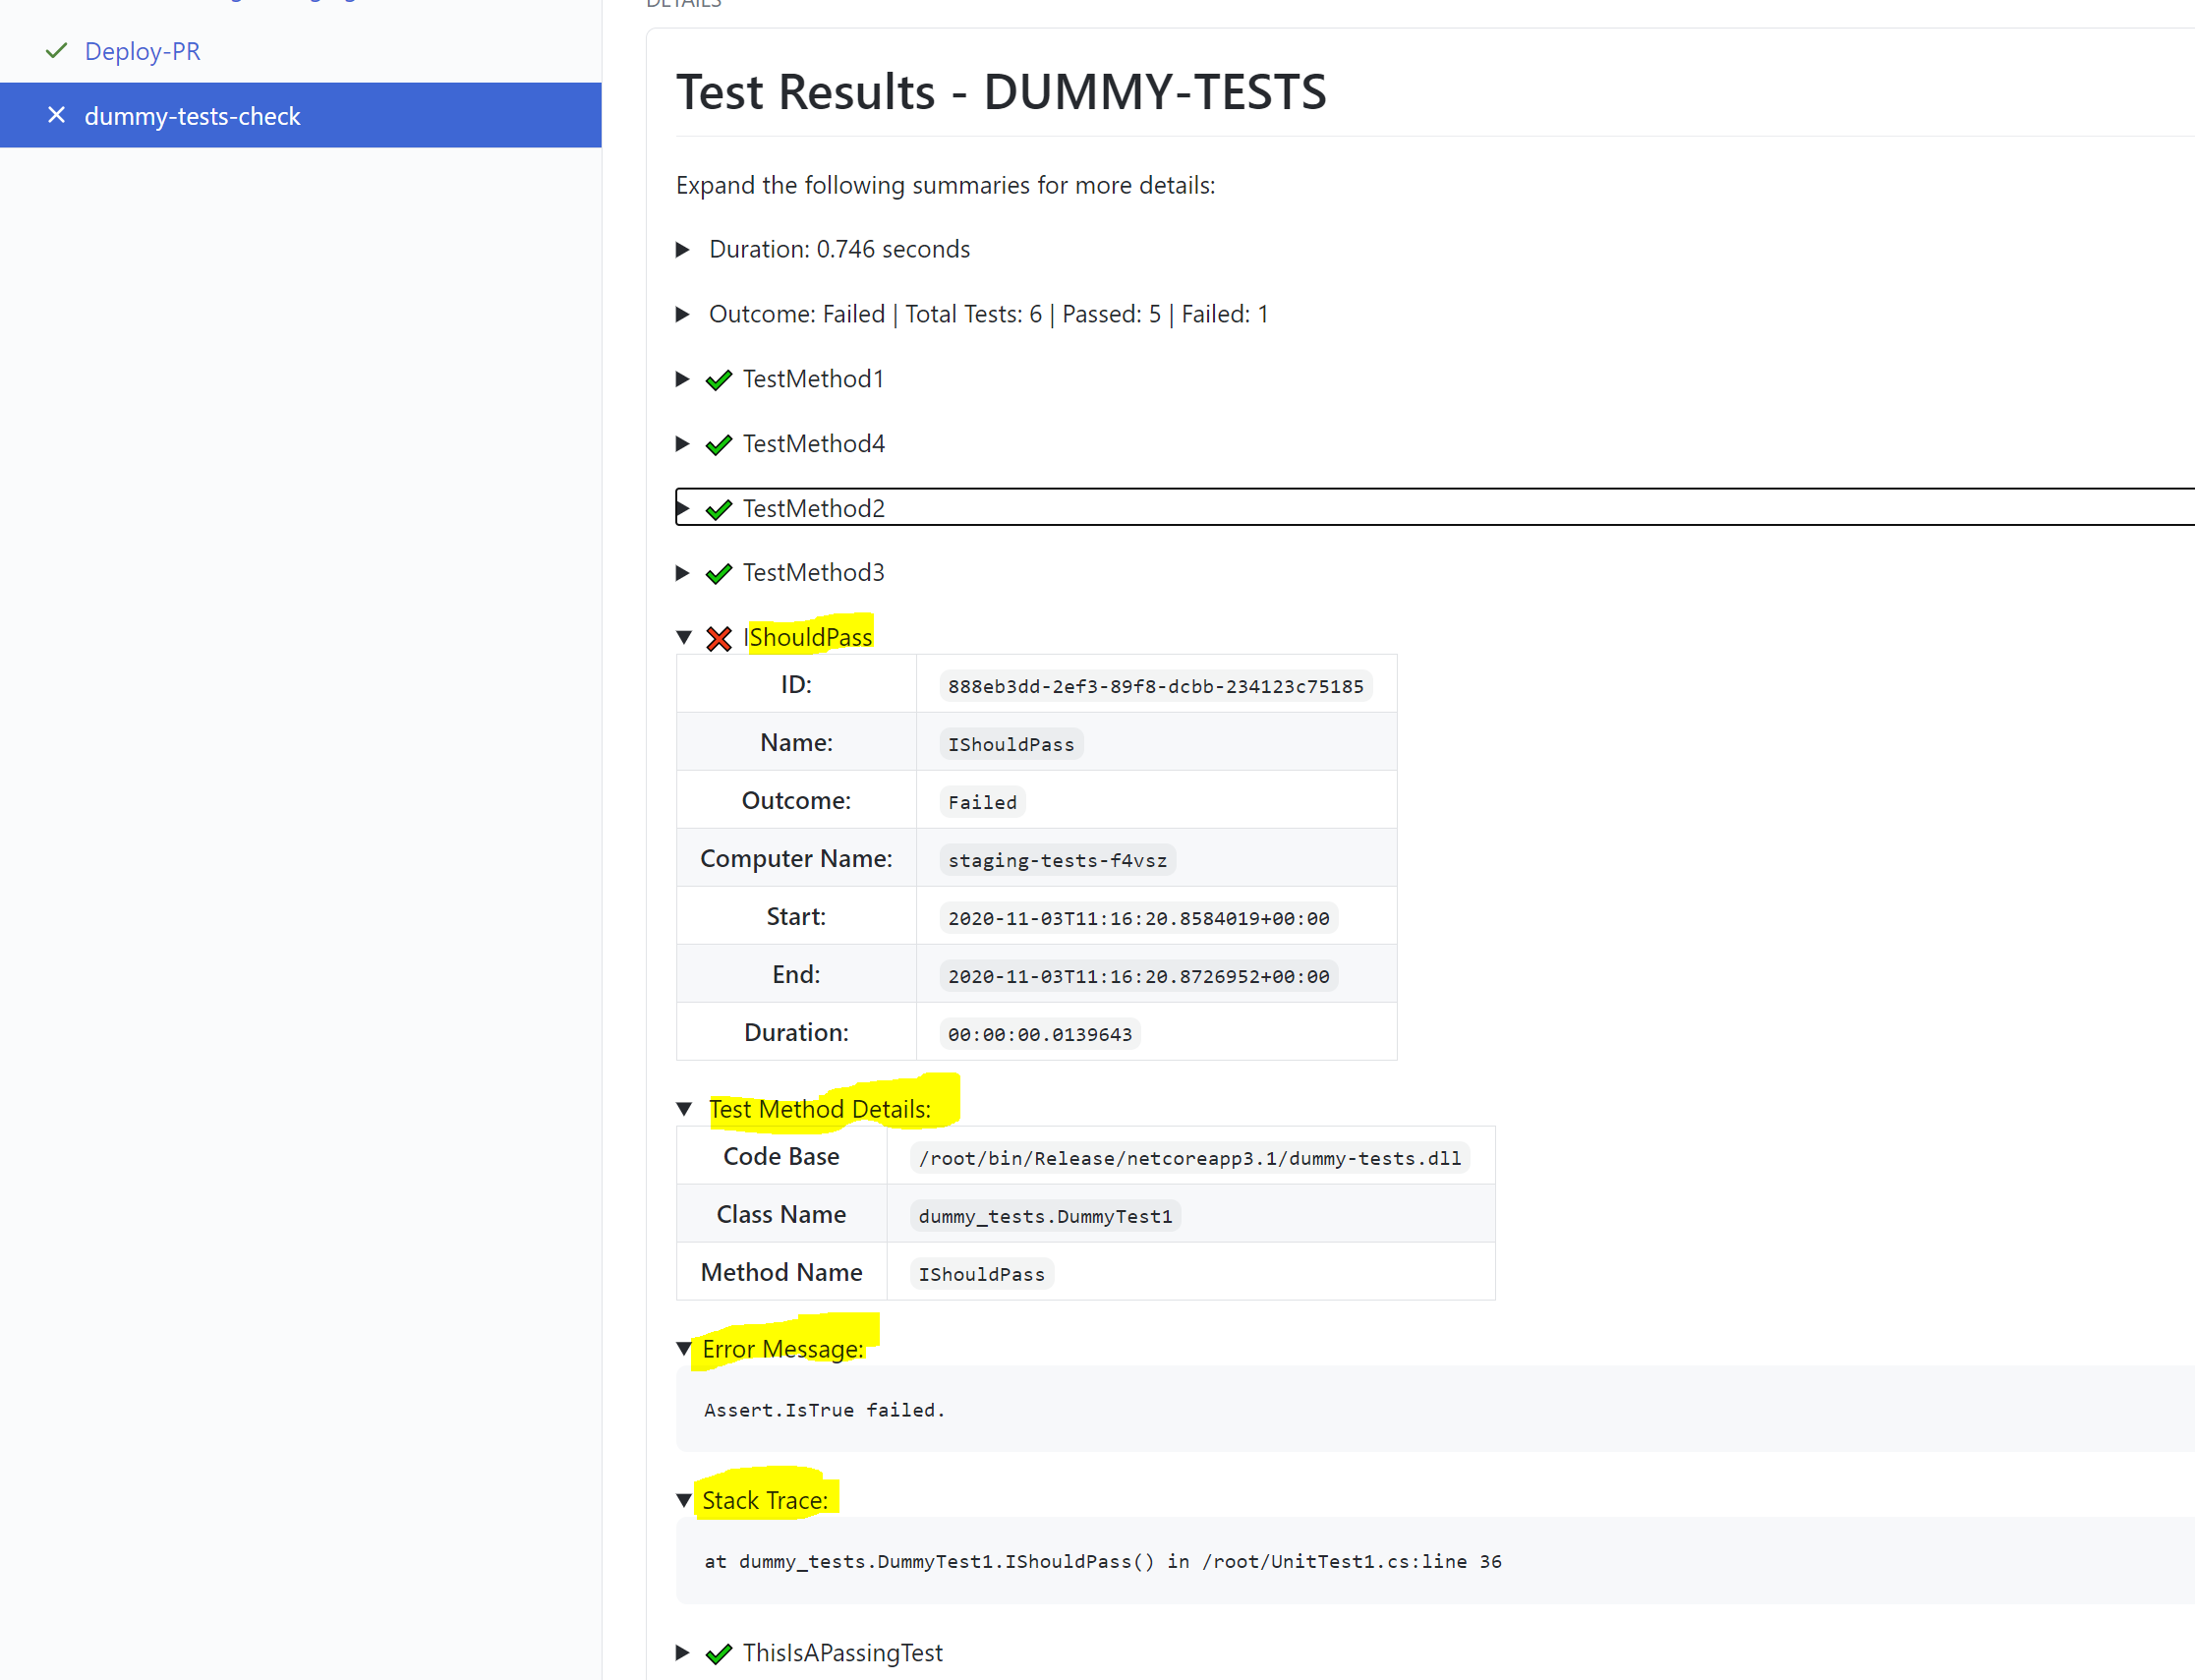 DETAILS
Deploy-PR
dummy-tests-check
Test Results - DUMMY-TESTS
Expand the following summaries for more details:
Duration: 0.746 seconds
Outcome: Failed | Total Tests: 6 | Passed: 5 | Failed: 1
TestMethod1
TestMethod4
TestMethod2
TestMethod3
IShouldPass
ID: 888eb3dd-2ef3-89f8-dcbb-234123c75185
Name: IShouldPass
Outcome: Failed
Computer Name: staging-tests-f4vsz
Start: 2020-11-03T11:16:20.8584019+00:00
End: 2020-11-03T11:16:20.8726952+00:00
Duration: 00:00:00.0139643
Test Method Details:
Code Base /root/bin/Release/netcoreapp3.1/dummy-tests.dll
Class Name dummy_tests.DummyTest1
Method Name IShouldPass
Error Message:
Assert.IsTrue failed.
Stack Trace:
at dummy_tests.DummyTest1.IShouldPass() in /root/UnitTest1.cs:line 36
ThisIsAPassingTest